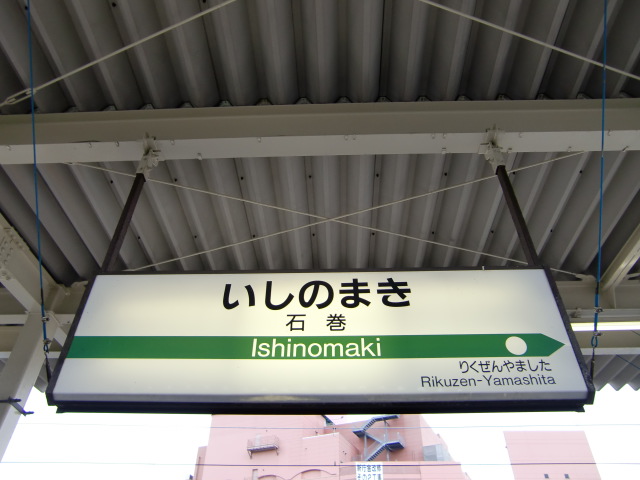 いしのまき
石巻
Ishinomaki
りくぜんやました
Rikuzen-Yamashita